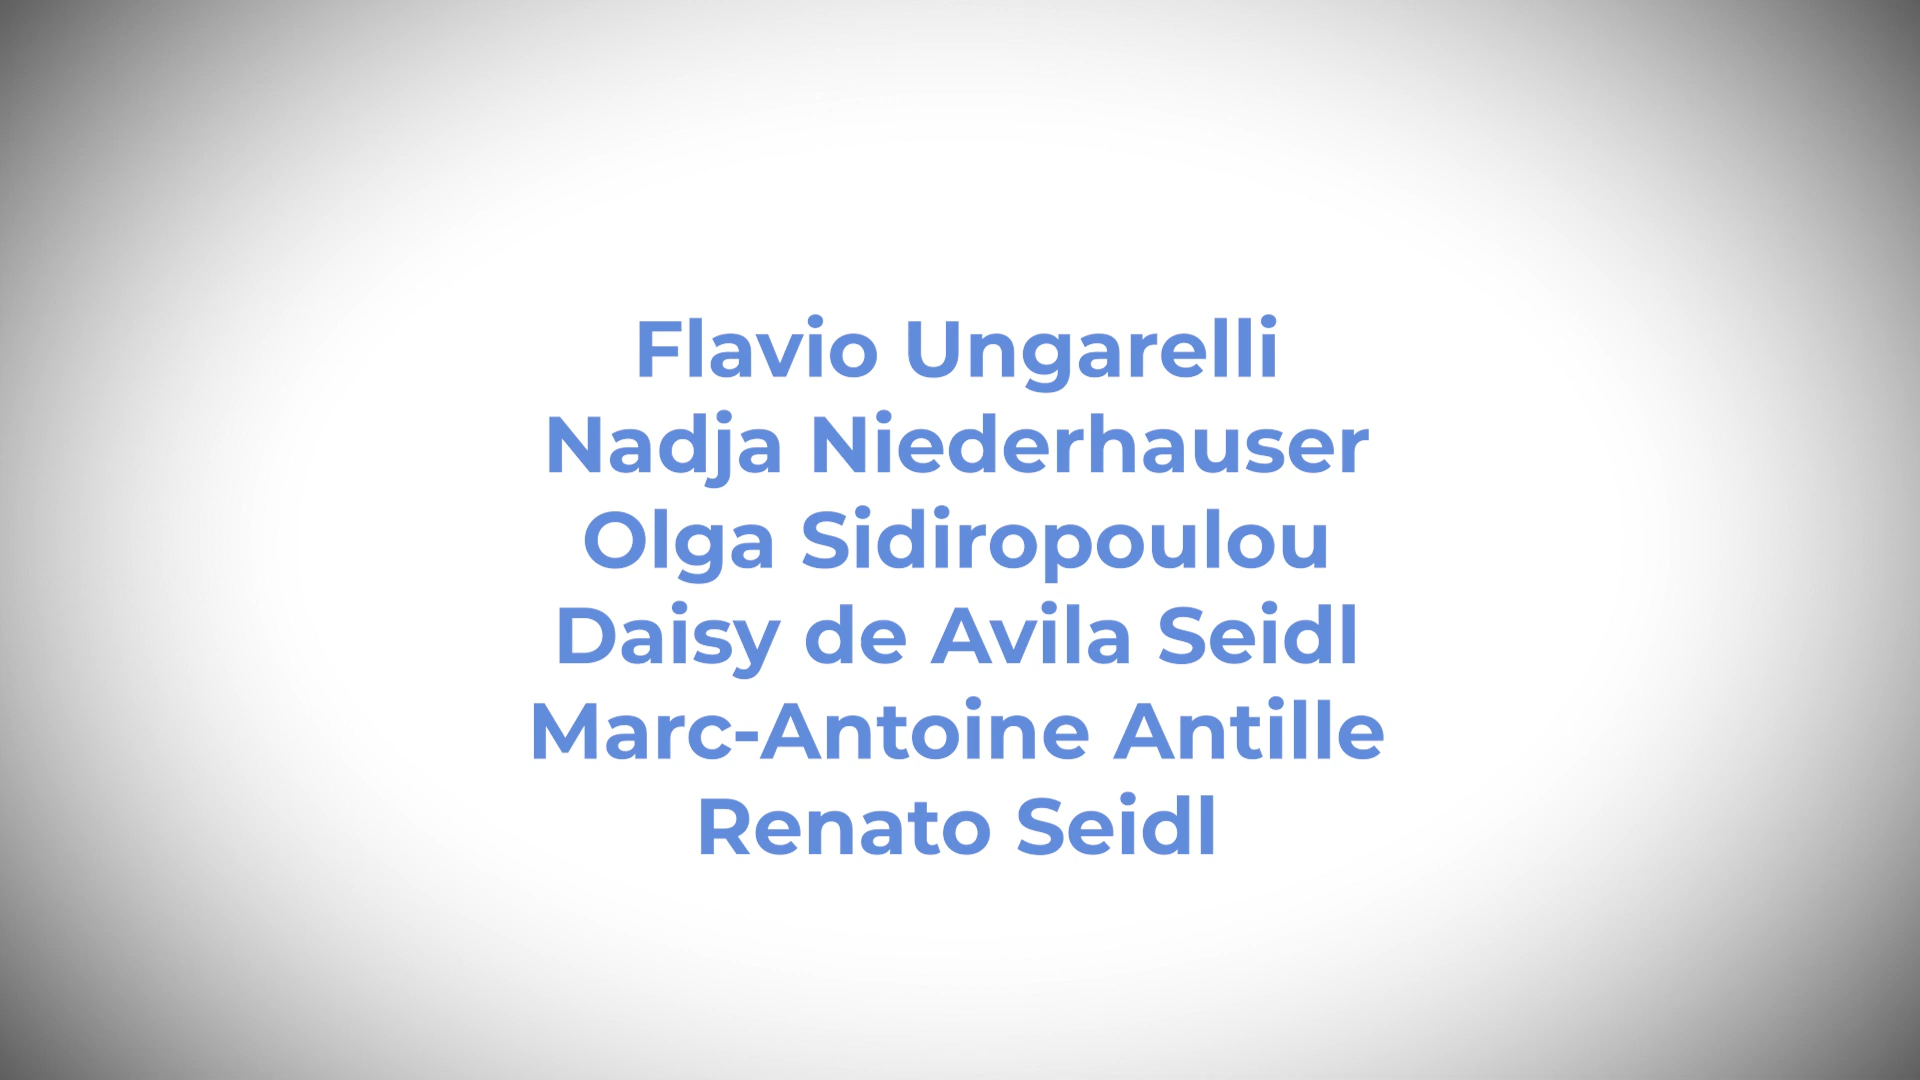 Flavio Ungarelli
Nadja Niederhauser
Olga Sidiropoulou
Daisy de Avila Seidl
Marc-Antoine Antille
Renato Seidl